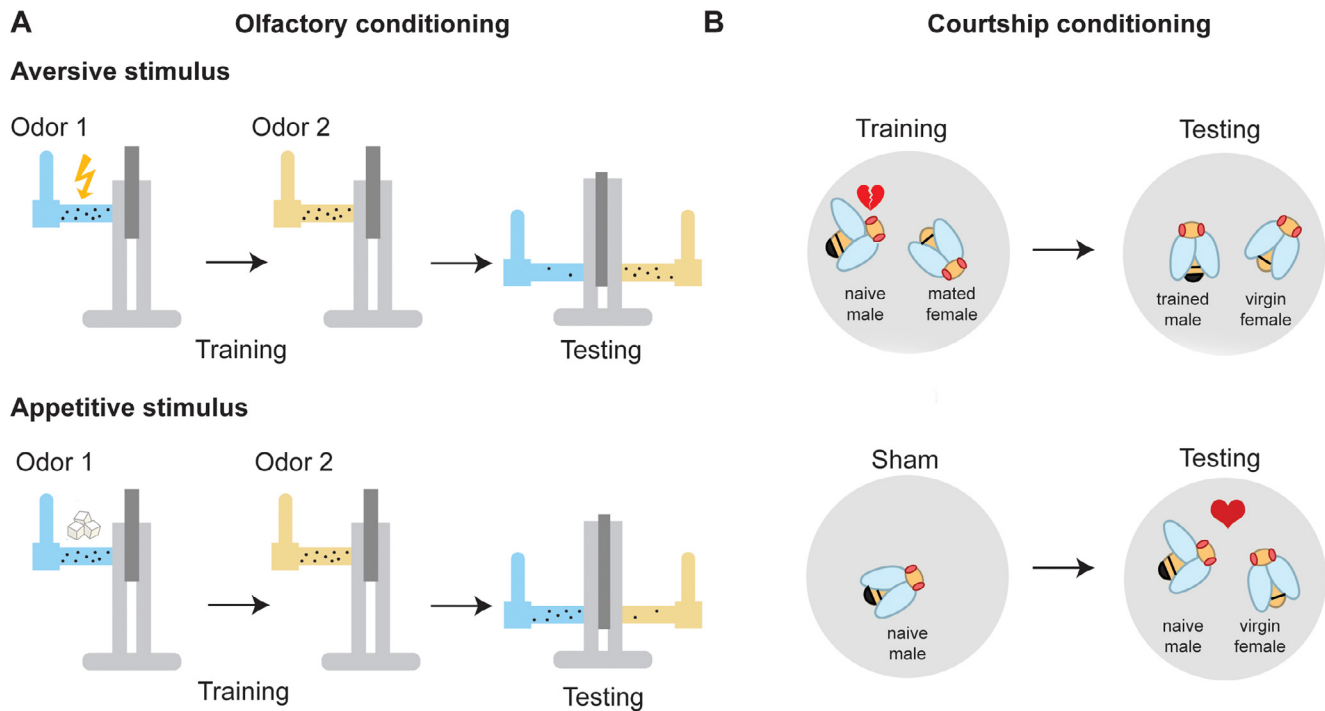 A
Olfactory conditioning
Aversive stimulus
Odor 1
Odor 2
Training
Testing
Appetitive stimulus
Odor 1
Odor 2
Training
Testing
B
Courtship conditioning
Training
Testing
naive
male
mated
female
trained
male
virgin
female
Sham
Testing
naive
male
naive
male
virgin
female